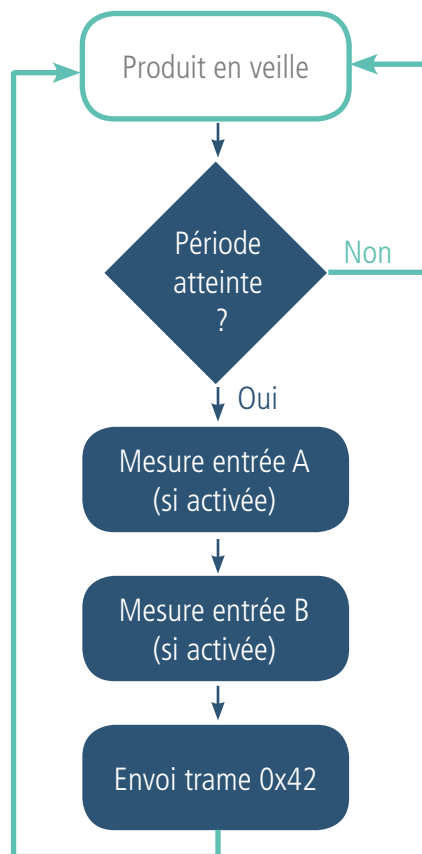 Produit en veille
Période
atteinte
?
Non
Oui
Mesure entrée A
(si activée)
Mesure entrée B
(si activée)
Envoi trame 0x42